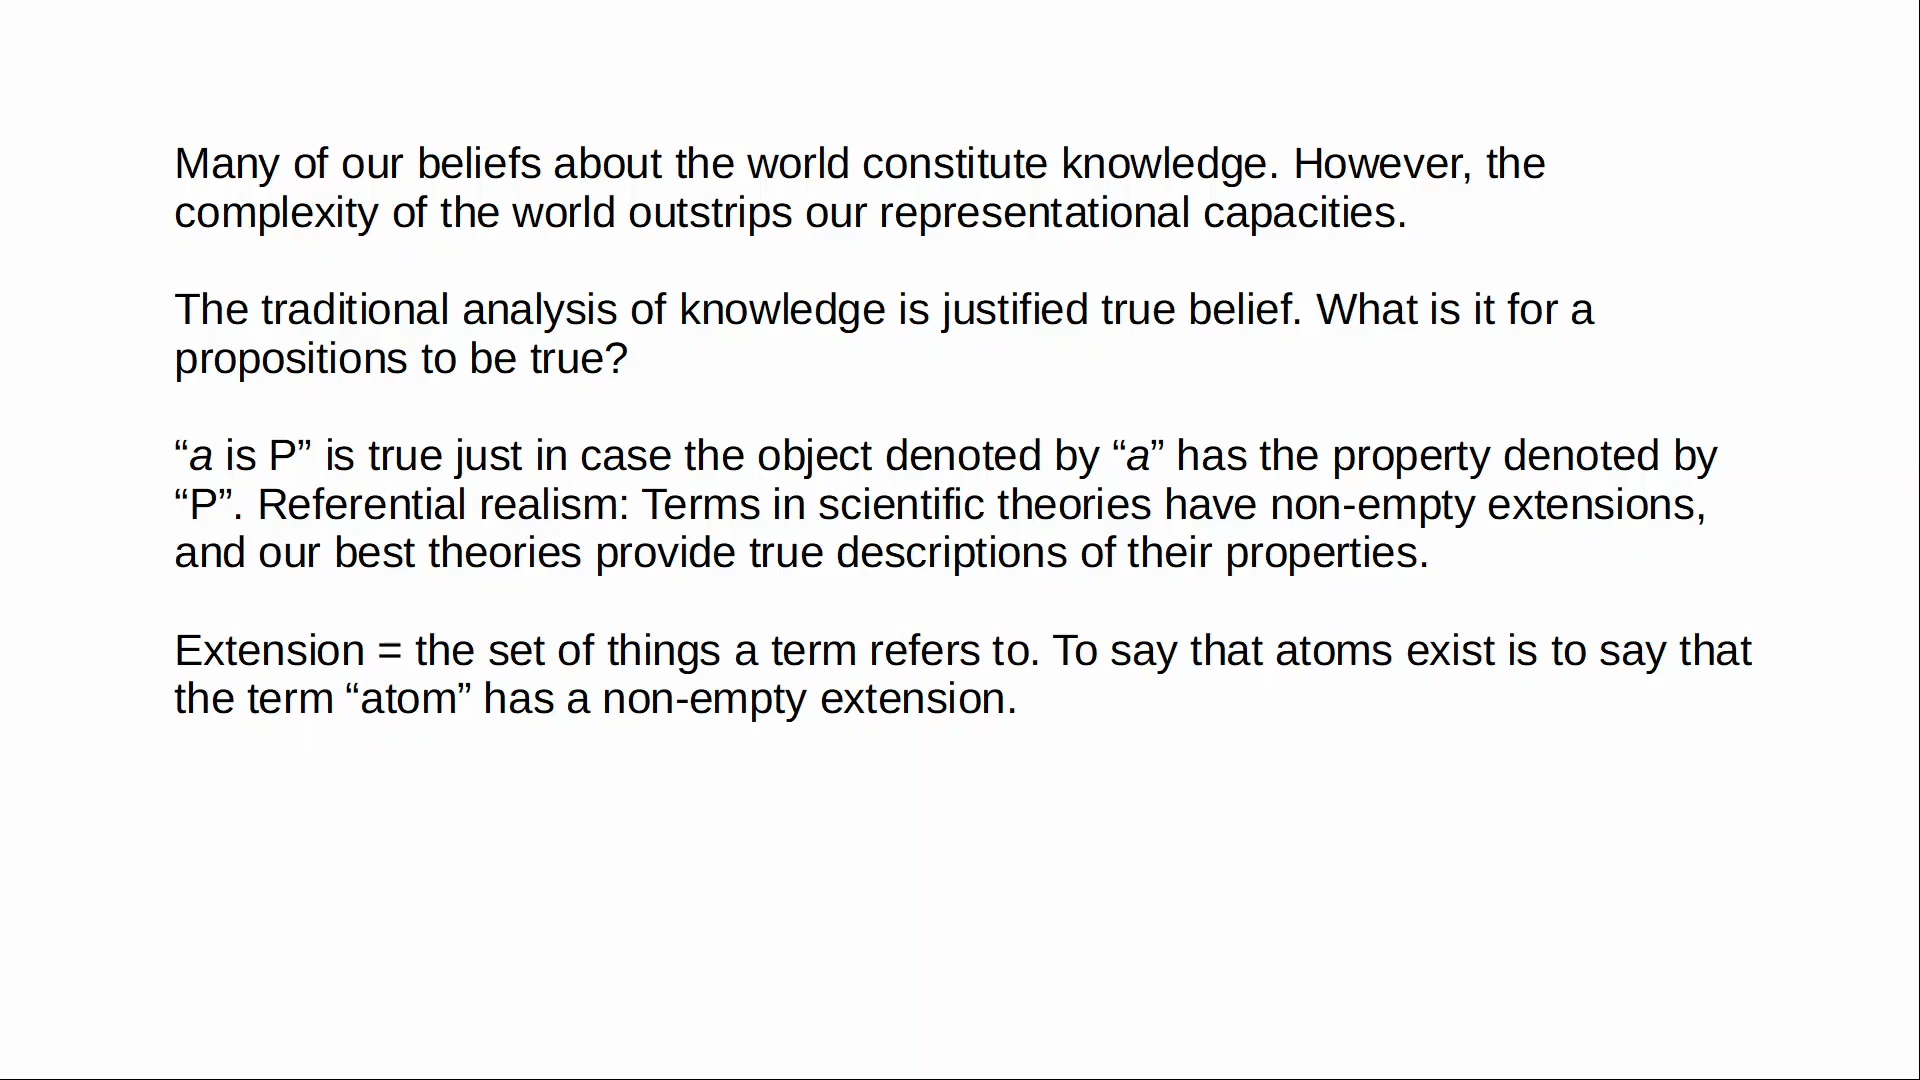 Many of our beliefs about the world constitute knowledge. However, the
complexity of the world outstrips our representational capacities.
The traditional analysis of knowledge is justified true belief. What is it for a
propositions to be true?
“a is P” is true just in case the object denoted by “a” has the property denoted by
“P”. Referential realism: Terms in scientific theories have non-empty extensions,
and our best theories provide true descriptions of their properties.
Extension = the set of things a term refers to. To say that atoms exist is to say that
the term “atom” has a non-empty extension.